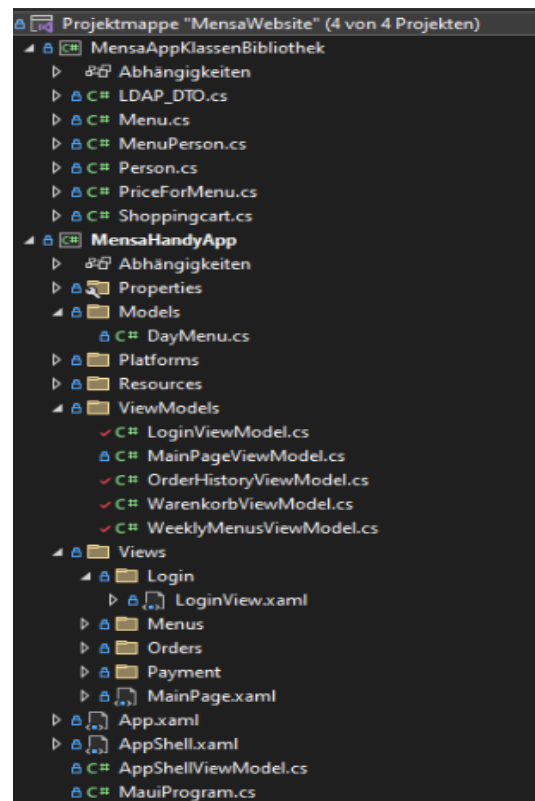 Projektmappe "MensaWebsite" (4 von 4 Projekten)
C# MensaAppKlassenBibliothek
Abhängigkeiten
C# LDAP_DTO.cs
C# Menu.cs
C# MenuPerson.cs
C# Person.cs
C# PriceForMenu.cs
C# Shoppingcart.cs
C# MensaHandyApp
Abhängigkeiten
Properties
Models
C# DayMenu.cs
Platforms
Resources
ViewModels
C# LoginViewModel.cs
C# MainPageViewModel.cs
C# OrderHistoryViewModel.cs
C# WarenkorbViewModel.cs
C# WeeklyMenusViewModel.cs
Views
Login
LoginView.xaml
Menus
Orders
Payment
MainPage.xaml
App.xaml
AppShell.xaml
C# AppShellViewModel.cs
C# MauiProgram.cs